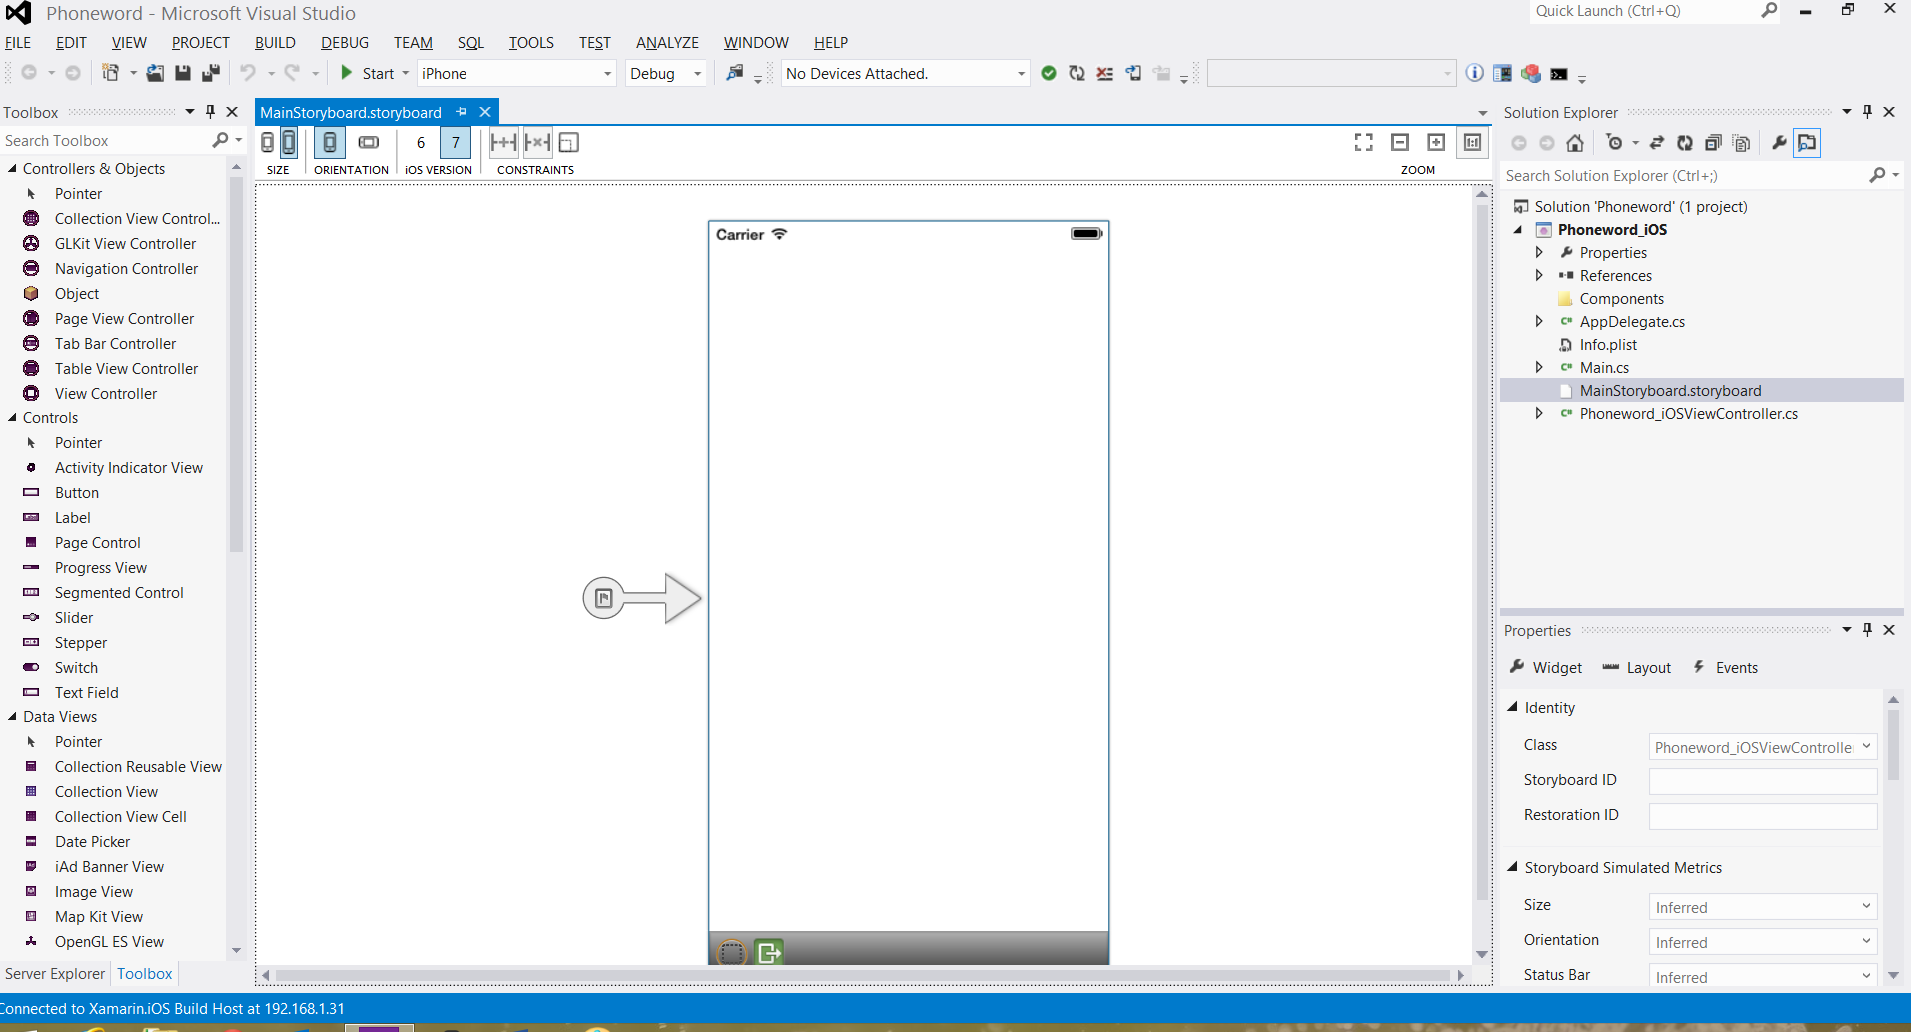 Phoneword - Microsoft Visual Studio
Quick Launch (Ctrl+Q)
FILE EDIT VIEW PROJECT BUILD DEBUG TEAM SQL TOOLS TEST ANALYZE WINDOW HELP
Start iPhone Debug No Devices Attached.
Toolbox
Search Toolbox
Controllers & Objects
Pointer
Collection View Control...
GLKit View Controller
Navigation Controller
Object
Page View Controller
Tab Bar Controller
Table View Controller
View Controller
Controls
Pointer
Activity Indicator View
Button
Label
Page Control
Progress View
Segmented Control
Slider
Stepper
Switch
Text Field
Data Views
Pointer
Collection Reusable View
Collection View
Collection View Cell
Date Picker
iAd Banner View
Image View
Map Kit View
OpenGL ES View
Server Explorer Toolbox
MainStoryboard.storyboard
6 7
SIZE ORIENTATION iOS VERSION CONSTRAINTS ZOOM
Carrier
Solution Explorer
Search Solution Explorer (Ctrl+;)
Solution 'Phoneword' (1 project)
Phoneword_iOS
Properties
References
Components
AppDelegate.cs
Info.plist
Main.cs
MainStoryboard.storyboard
Phoneword_iOSViewController.cs
Properties
Widget Layout Events
Identity
Class Phoneword_iOSViewController
Storyboard ID
Restoration ID
Storyboard Simulated Metrics
Size Inferred
Orientation Inferred
Status Bar Inferred
Connected to Xamarin.iOS Build Host at 192.168.1.31